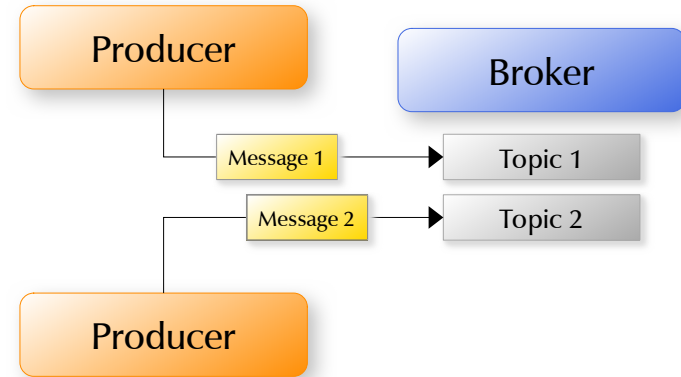 Producer
Broker
Message 1
Topic 1
Message 2
Topic 2
Producer